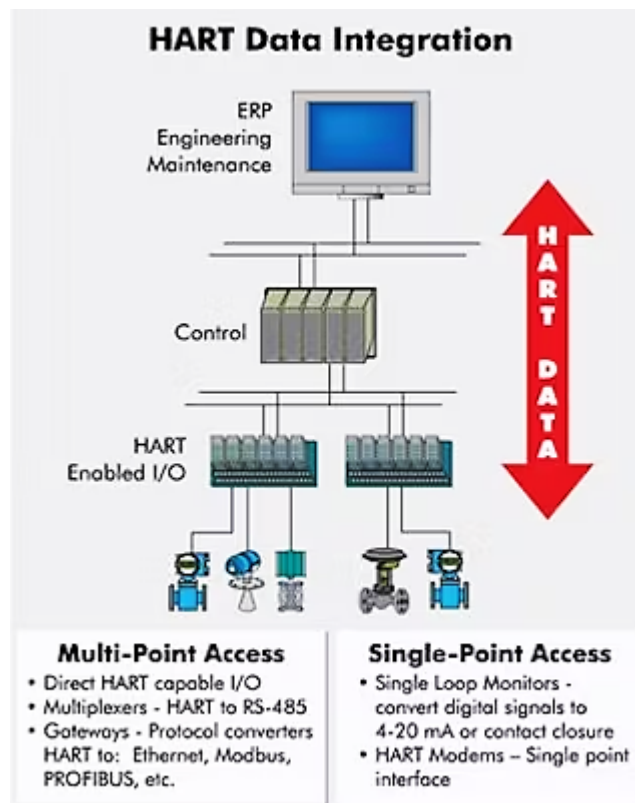 HART Data Integration
ERP
Engineering
Maintenance
HART DATA
Control
HART
Enabled I/O
Multi-Point Access
• Direct HART capable I/O
• Multiplexers - HART to RS-485
• Gateways - Protocol converters
HART to: Ethernet, Modbus,
PROFIBUS, etc.
Single-Point Access
• Single Loop Monitors -
convert digital signals to
4-20 mA or contact closure
• HART Modems – Single point
interface